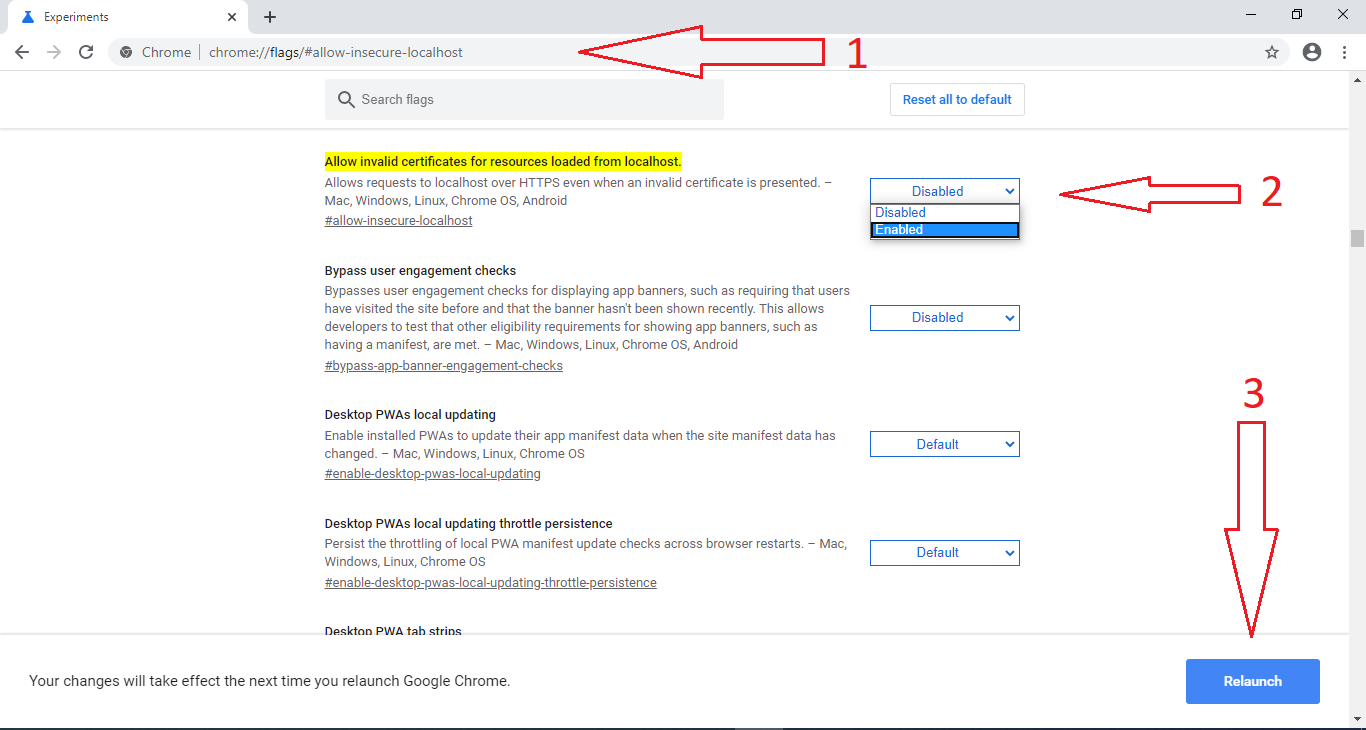 Experiments
Chrome
chrome://flags/#allow-insecure-localhost
1
Search flags
Reset all to default
Allow invalid certificates for resources loaded from localhost.
Allows requests to localhost over HTTPS even when an invalid certificate is presented. –
Mac, Windows, Linux, Chrome OS, Android
#allow-insecure-localhost
Disabled
Disabled
Enabled
2
Bypass user engagement checks
Bypasses user engagement checks for displaying app banners, such as requiring that users
have visited the site before and that the banner hasn't been shown recently. This allows
developers to test that other eligibility requirements for showing app banners, such as
having a manifest, are met. – Mac, Windows, Linux, Chrome OS, Android
#bypass-app-banner-engagement-checks
Disabled
Desktop PWAs local updating
Enable installed PWAs to update their app manifest data when the site manifest data has
changed. – Mac, Windows, Linux, Chrome OS
#enable-desktop-pwas-local-updating
Default
3
Desktop PWAs local updating throttle persistence
Persist the throttling of local PWA manifest update checks across browser restarts. – Mac,
Windows, Linux, Chrome OS
#enable-desktop-pwas-local-updating-throttle-persistence
Default
Desktop PWA tab strips
Your changes will take effect the next time you relaunch Google Chrome.
Relaunch